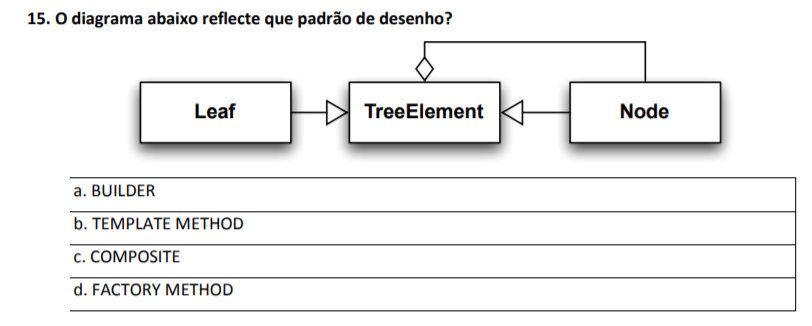 15. O diagrama abaixo reflecte que padrão de desenho?
Leaf
TreeElement
Node
a. BUILDER
b. TEMPLATE METHOD
c. COMPOSITE
d. FACTORY METHOD